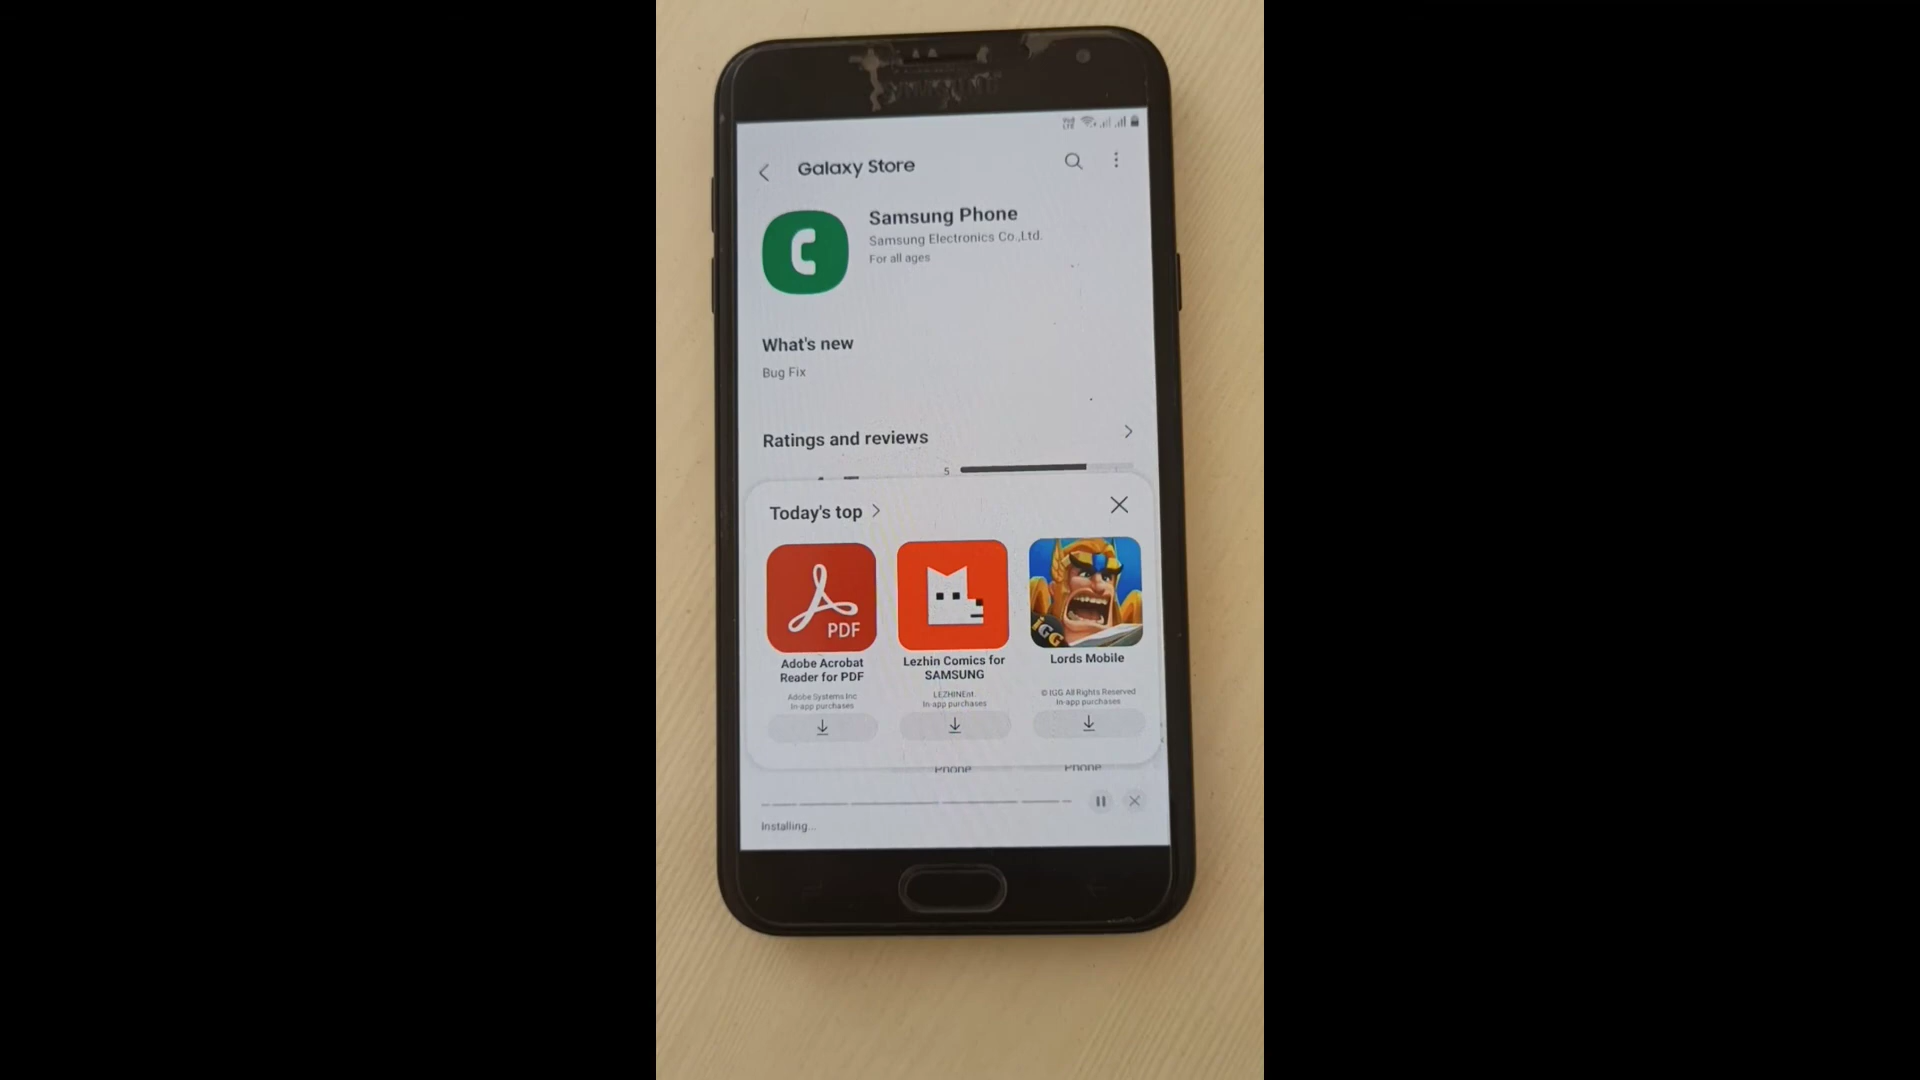 SAMSUNG
Galaxy Store
Samsung Phone
Samsung Electronics Co.,Ltd.
For all ages
What's new
Bug Fix
Ratings and reviews
5
Today's top
PDF
IGG
Adobe Acrobat
Reader for PDF
Adobe Systems Inc
In-app purchases
Lezhin Comics for
SAMSUNG
LEZHINEnt.
In-app purchases
Lords Mobile
© IGG All Rights Reserved
In-app purchases
Phone
Phone
Installing...